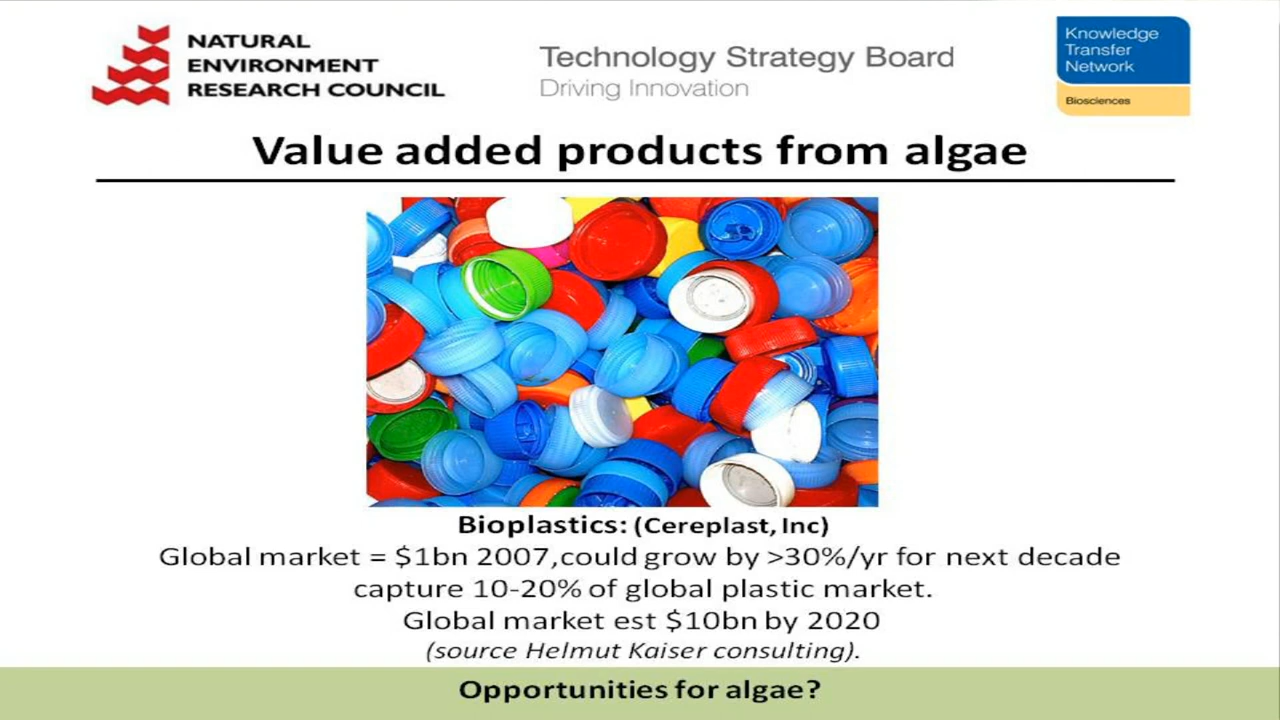 NATURAL
ENVIRONMENT
RESEARCH COUNCIL
Technology Strategy Board
Driving Innovation
Knowledge
Transfer
Network
Biosciences
Value added products from algae
Bioplastics: (Cereplast, Inc)
Global market = $1bn 2007,could grow by >30%/yr for next decade
capture 10-20% of global plastic market.
Global market est $10bn by 2020
(source Helmut Kaiser consulting).
Opportunities for algae?